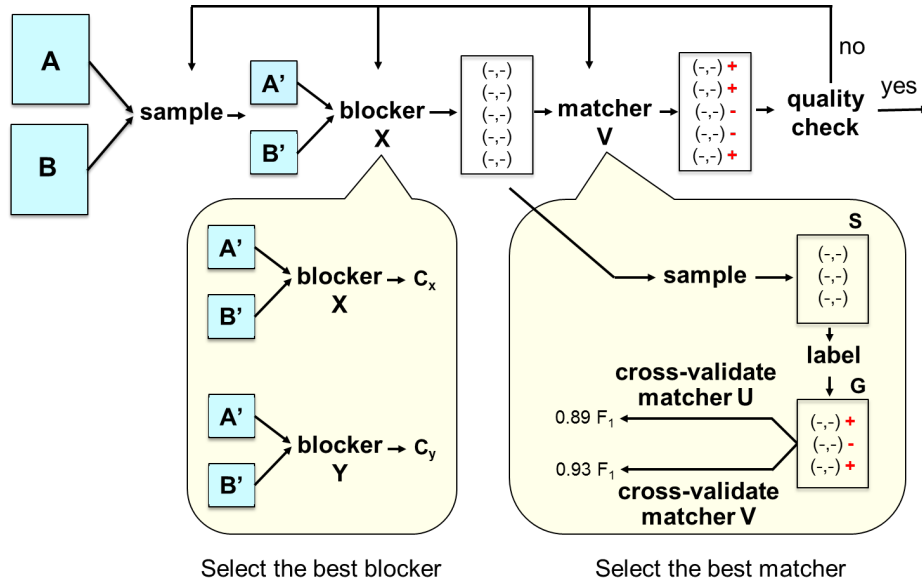 A
B
sample
A’
B’
blocker
X
(-,-)
(-,-)
(-,-)
(-,-)
(-,-)
matcher
V
(-,-) +
(-,-) +
(-,-) -
(-,-) -
(-,-) +
quality
check
no
yes
A’
B’
blocker
X
Cx
A’
B’
blocker
Y
Cy
Select the best blocker
sample
S
(-,-)
(-,-)
(-,-)
label
G
(-,-) +
(-,-) -
(-,-) +
cross-validate
matcher U
0.89 F1
0.93 F1
cross-validate
matcher V
Select the best matcher